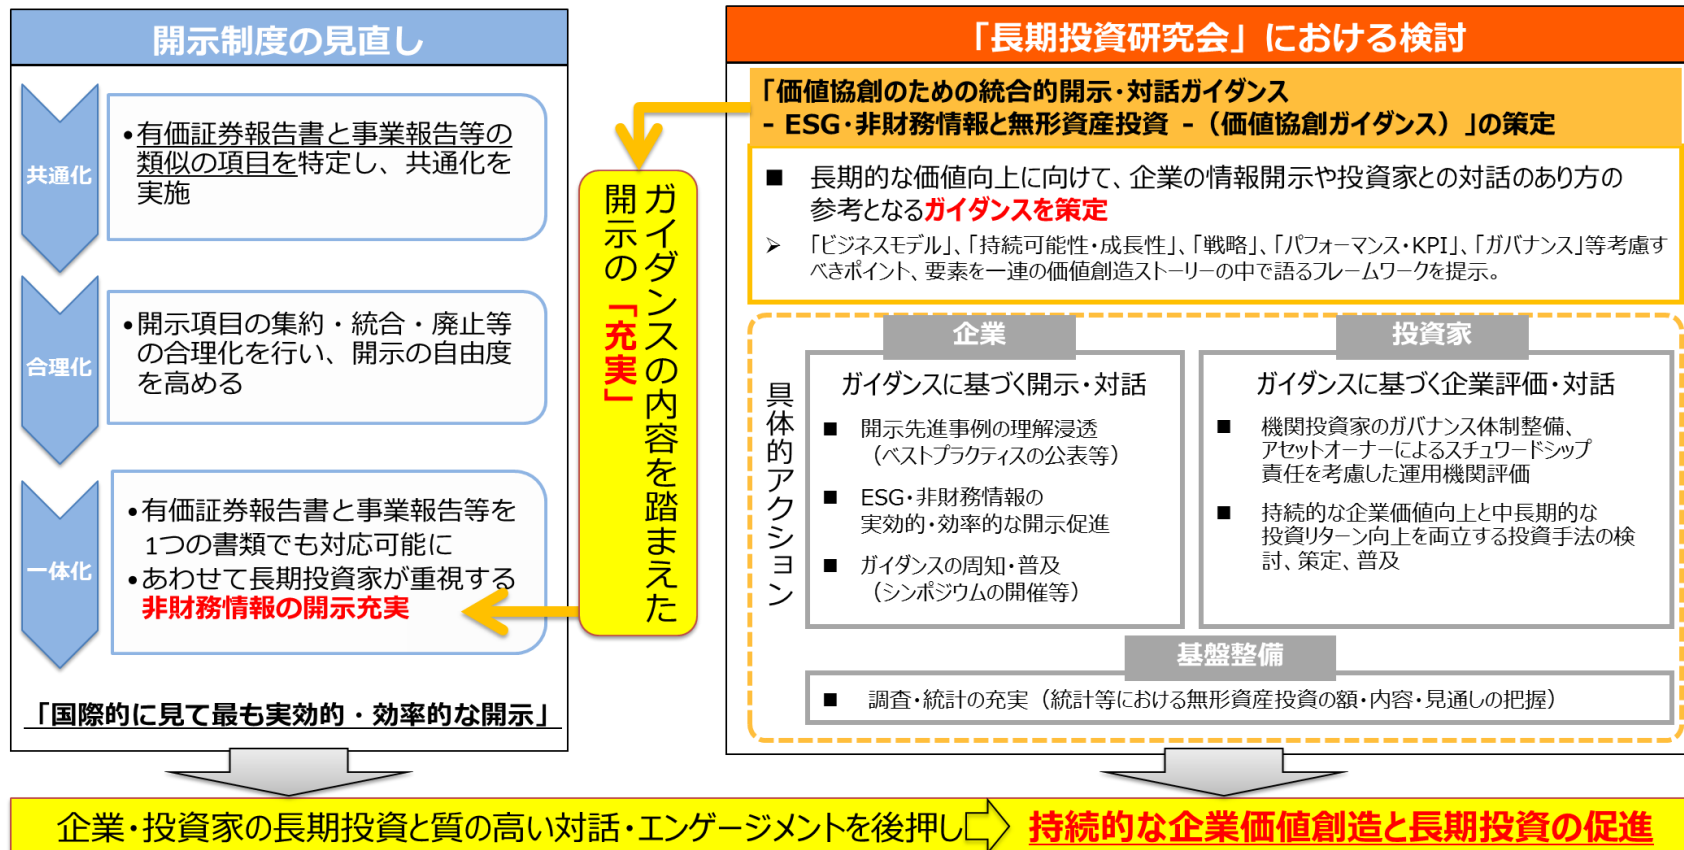 開示制度の見直し
共通化
•有価証券報告書と事業報告等の
類似の項目を特定し、共通化を
実施
合理化
•開示項目の集約・統合・廃止等
の合理化を行い、開示の自由度
を高める
一体化
•有価証券報告書と事業報告等を
1つの書類でも対応可能に
•あわせて長期投資家が重視する
非財務情報の開示充実
「国際的に見て最も実効的・効率的な開示」
ガイダンスの内容を踏まえた
開示の「充実」
「長期投資研究会」における検討
「価値協創のための統合的開示・対話ガイダンス
- ESG・非財務情報と無形資産投資 -（価値協創ガイダンス）」の策定
■ 長期的な価値向上に向けて、企業の情報開示や投資家との対話のあり方の
参考となるガイダンスを策定
➢ 「ビジネスモデル」、「持続可能性・成長性」、「戦略」、「パフォーマンス・KPI」、「ガバナンス」等考慮す
べきポイント、要素を一連の価値創造ストーリーの中で語るフレームワークを提示。
具体的アクション
企業
ガイダンスに基づく開示・対話
■ 開示先進事例の理解浸透
（ベストプラクティスの公表等）
■ ESG・非財務情報の
実効的・効率的な開示促進
■ ガイダンスの周知・普及
（シンポジウムの開催等）
投資家
ガイダンスに基づく企業評価・対話
■ 機関投資家のガバナンス体制整備、
アセットオーナーによるスチュワードシップ
責任を考慮した運用機関評価
■ 持続的な企業価値向上と中長期的な
投資リターン向上を両立する投資手法の検
討、策定、普及
基盤整備
■ 調査・統計の充実（統計等における無形資産投資の額・内容・見通しの把握）
企業・投資家の長期投資と質の高い対話・エンゲージメントを後押し
持続的な企業価値創造と長期投資の促進